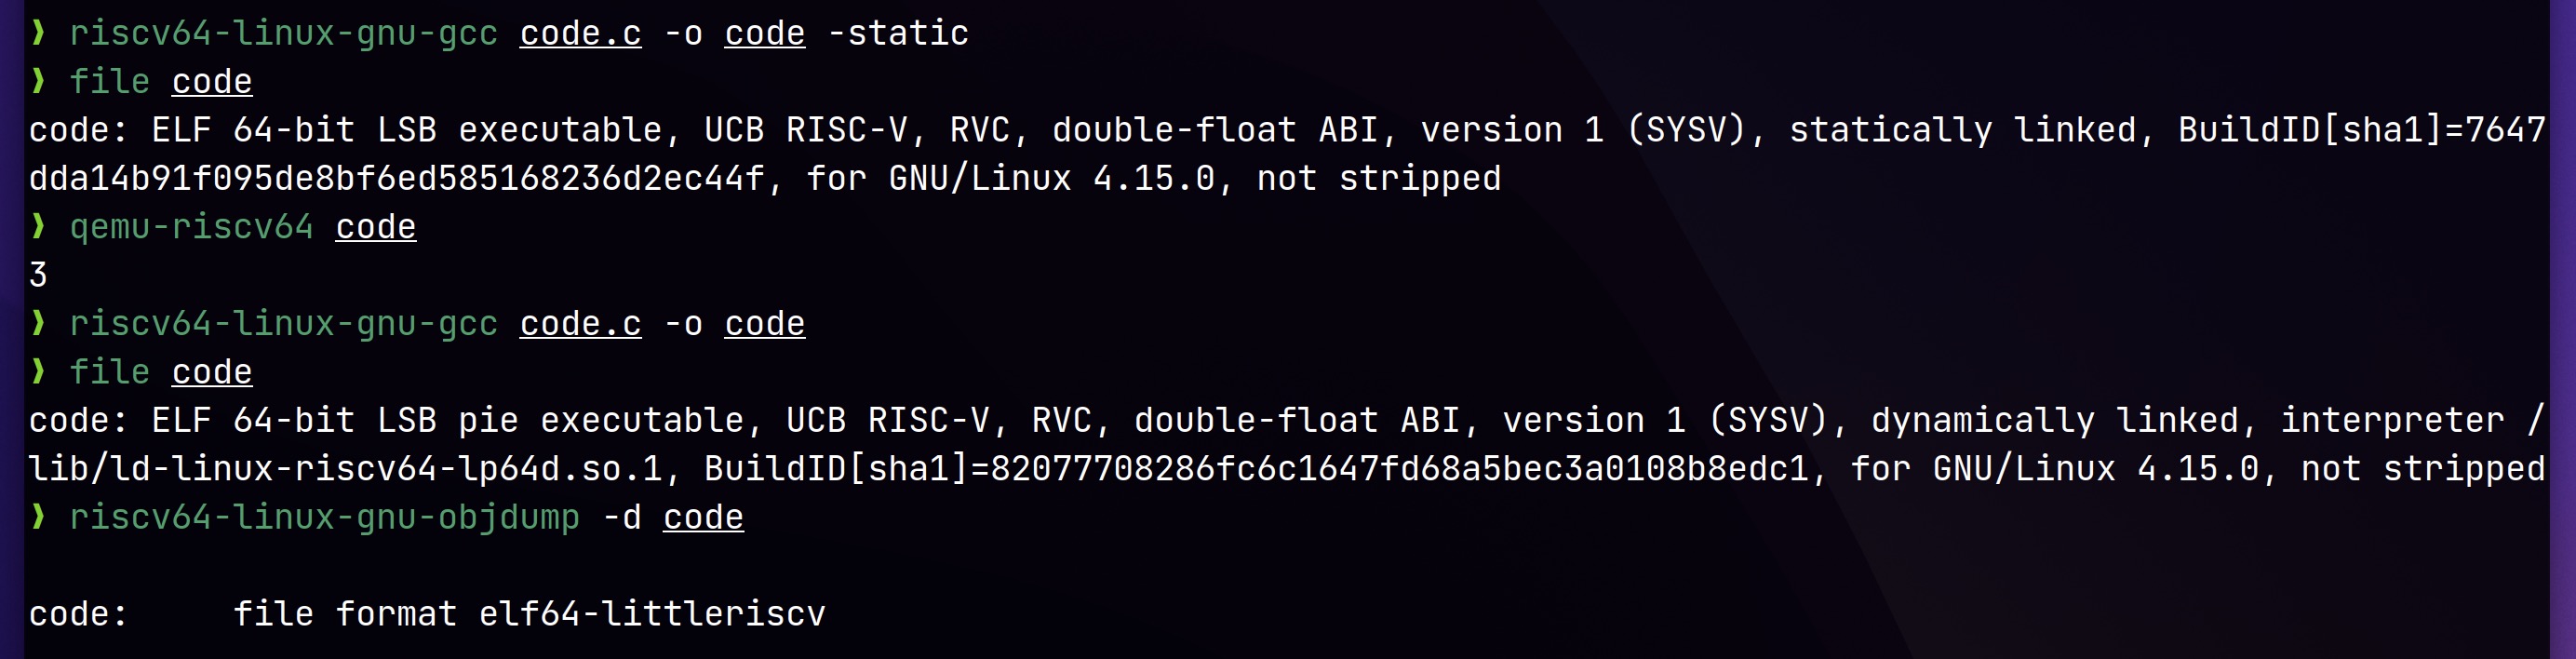 ❱ riscv64-linux-gnu-gcc code.c -o code -static
❱ file code
code: ELF 64-bit LSB executable, UCB RISC-V, RVC, double-float ABI, version 1 (SYSV), statically linked, BuildID[sha1]=7647
dda14b91f095de8bf6ed585168236d2ec44f, for GNU/Linux 4.15.0, not stripped
❱ qemu-riscv64 code
3
❱ riscv64-linux-gnu-gcc code.c -o code
❱ file code
code: ELF 64-bit LSB pie executable, UCB RISC-V, RVC, double-float ABI, version 1 (SYSV), dynamically linked, interpreter /
lib/ld-linux-riscv64-lp64d.so.1, BuildID[sha1]=82077708286fc6c1647fd68a5bec3a0108b8edc1, for GNU/Linux 4.15.0, not stripped
❱ riscv64-linux-gnu-objdump -d code
code:     file format elf64-littleriscv